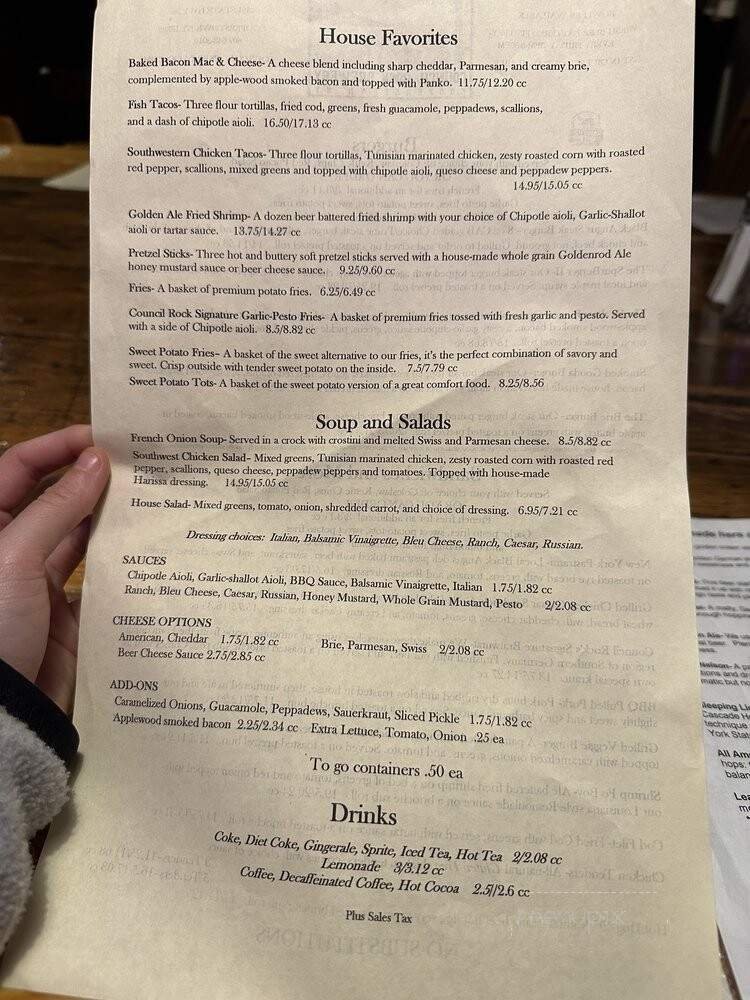 House Favorites
Baked Bacon Mac & Cheese- A cheese blend including sharp cheddar, Parmesan, and creamy brie,
complemented by apple-wood smoked bacon and topped with Panko. 11.75/12.20 cc
Fish Tacos- Three flour tortillas, fried cod, greens, fresh guacamole, peppadews, scallions,
and a dash of chipotle aioli. 16.50/17.13 cc
Southwestern Chicken Tacos- Three flour tortillas, Tunisian marinated chicken, zesty roasted corn with roasted
red pepper, scallions, mixed greens and topped with chipotle aioli, queso cheese and peppadew peppers.
14.95/15.05 cc
Golden Ale Fried Shrimp- A dozen beer battered fried shrimp with your choice of Chipotle aioli, Garlic-Shallot
aioli or tartar sauce. 13.75/14.27 cc
Pretzel Sticks- Three hot and buttery soft pretzel sticks served with a house-made whole grain Goldenrod Ale
honey mustard sauce or beer cheese sauce. 9.25/9.60 cc
Fries- A basket of premium potato fries. 6.25/6.49 cc
Council Rock Signature Garlic-Pesto Fries- A basket of premium fries tossed with fresh garlic and pesto. Served
with a side of Chipotle aioli. 8.5/8.82 cc
Sweet Potato Fries– A basket of the sweet alternative to our fries, it's the perfect combination of savory and
sweet. Crisp outside with tender sweet potato on the inside. 7.5/7.79 cc
Sweet Potato Tots- A basket of the sweet potato version of a great comfort food. 8.25/8.56
Soup and Salads
French Onion Soup- Served in a crock with crostini and melted Swiss and Parmesan cheese. 8.5/8.82 cc
Southwest Chicken Salad– Mixed greens, Tunisian marinated chicken, zesty roasted corn with roasted red
pepper, scallions, queso cheese, peppadew peppers and tomatoes. Topped with house-made
Harissa dressing. 14.95/15.05 cc
House Salad- Mixed greens, tomato, onion, shredded carrot, and choice of dressing. 6.95/7.21 cc
Dressing choices: Italian, Balsamic Vinaigrette, Bleu Cheese, Ranch, Caesar, Russian.
SAUCES
Chipotle Aioli, Garlic-shallot Aioli, BBQ Sauce, Balsamic Vinaigrette, Italian 1.75/1.82 cc
Ranch, Bleu Cheese, Caesar, Russian, Honey Mustard, Whole Grain Mustard, Pesto 2/2.08 cc
CHEESE OPTIONS
American, Cheddar 1.75/1.82 cc Brie, Parmesan, Swiss 2/2.08 cc
Beer Cheese Sauce 2.75/2.85 cc
ADD-ONS
Caramelized Onions, Guacamole, Peppadews, Sauerkraut, Sliced Pickle 1.75/1.82 cc
Applewood smoked bacon 2.25/2.34 cc Extra Lettuce, Tomato, Onion .25 ea
To go containers .50 ea
Drinks
Coke, Diet Coke, Gingerale, Sprite, Iced Tea, Hot Tea 2/2.08 cc
Lemonade 3/3.12 cc
Coffee, Decaffeinated Coffee, Hot Cocoa 2.5//2.6 cc
Plus Sales Tax